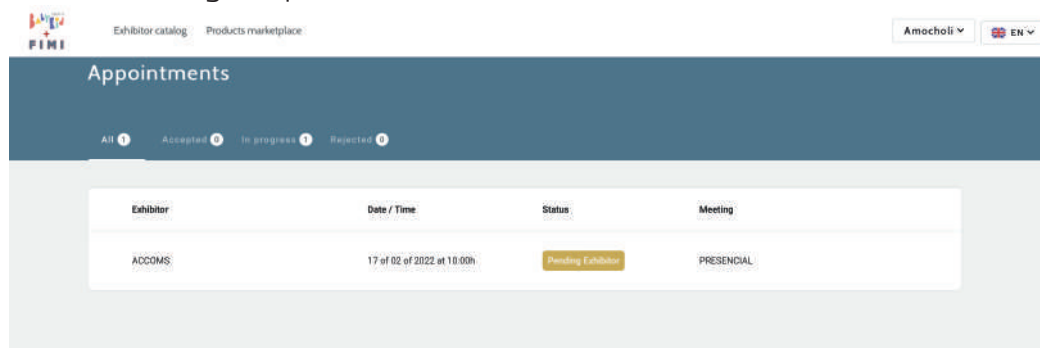 FIMI
Exhibitor catalog Products marketplace
Amocholi EN
Appointments
All 1 Accepted 0 In progress 1 Rejected 0
Exhibitor Date / Time Status Meeting
ACCOMS 17 of 02 of 2022 at 10:00h Pending Exhibitor PRESENCIAL